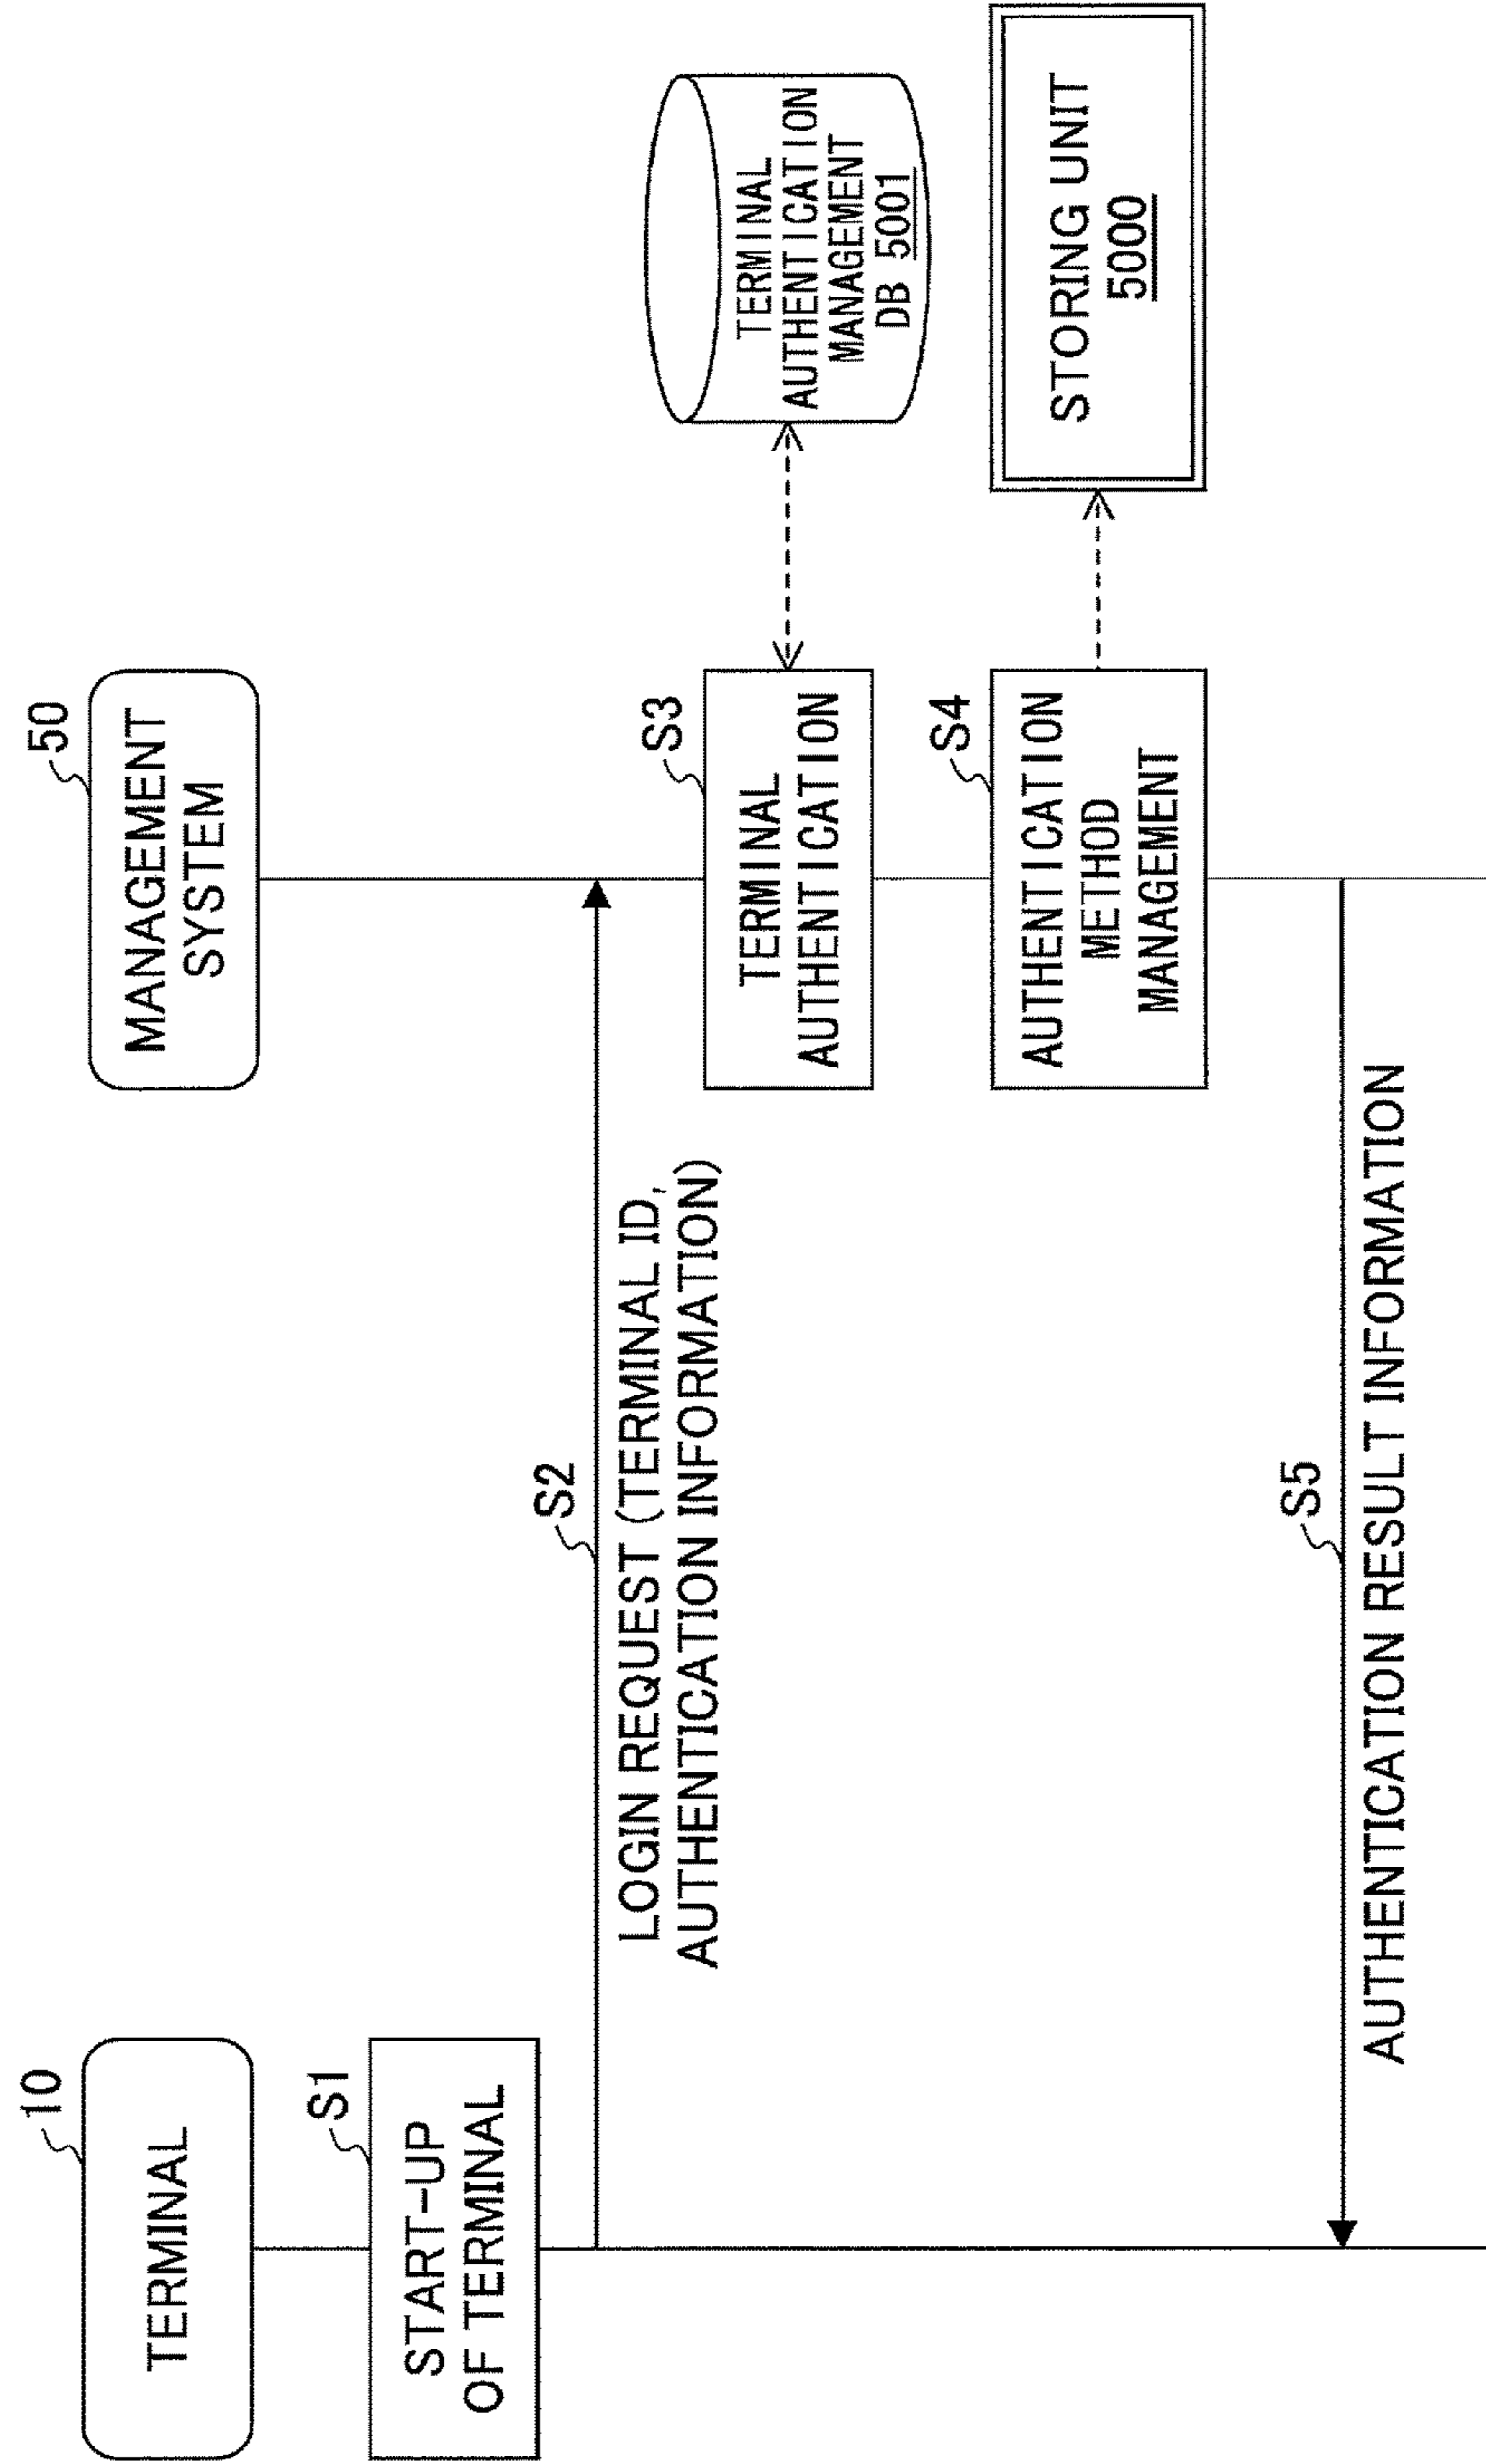 10
TERMINAL
50
MANAGEMENT
SYSTEM
S1
START-UP
OF TERMINAL
S2
LOGIN REQUEST (TERMINAL ID,
AUTHENTICATION INFORMATION)
S3
TERMINAL
AUTHENTICATION
TERMINAL
AUTHENTICATION
MANAGEMENT
DB 5001
S4
AUTHENTICATION
METHOD
MANAGEMENT
STORING UNIT
5000
S5
AUTHENTICATION RESULT INFORMATION